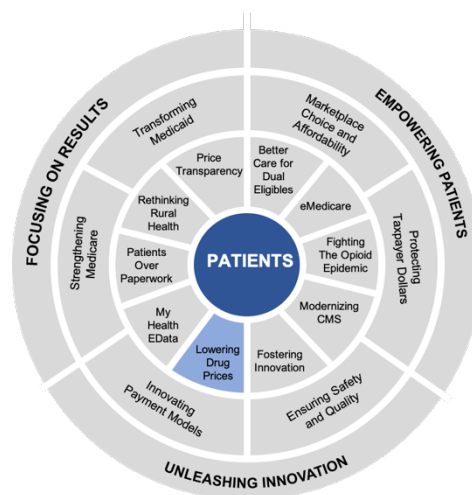 FOCUSING ON RESULTS
EMPOWERING PATIENTS
UNLEASHING INNOVATION
Transforming
Medicaid
Marketplace
Choice and
Affordability
Protecting
Taxpayer Dollars
Ensuring Safety
and Quality
Innovating
Payment Models
Strengthening
Medicare
Price
Transparency
Better
Care for
Dual
Eligibles
eMedicare
Fighting
The Opioid
Epidemic
Modernizing
CMS
Fostering
Innovation
Lowering
Drug
Prices
My
Health
EData
Patients
Over
Paperwork
Rethinking
Rural
Health
PATIENTS